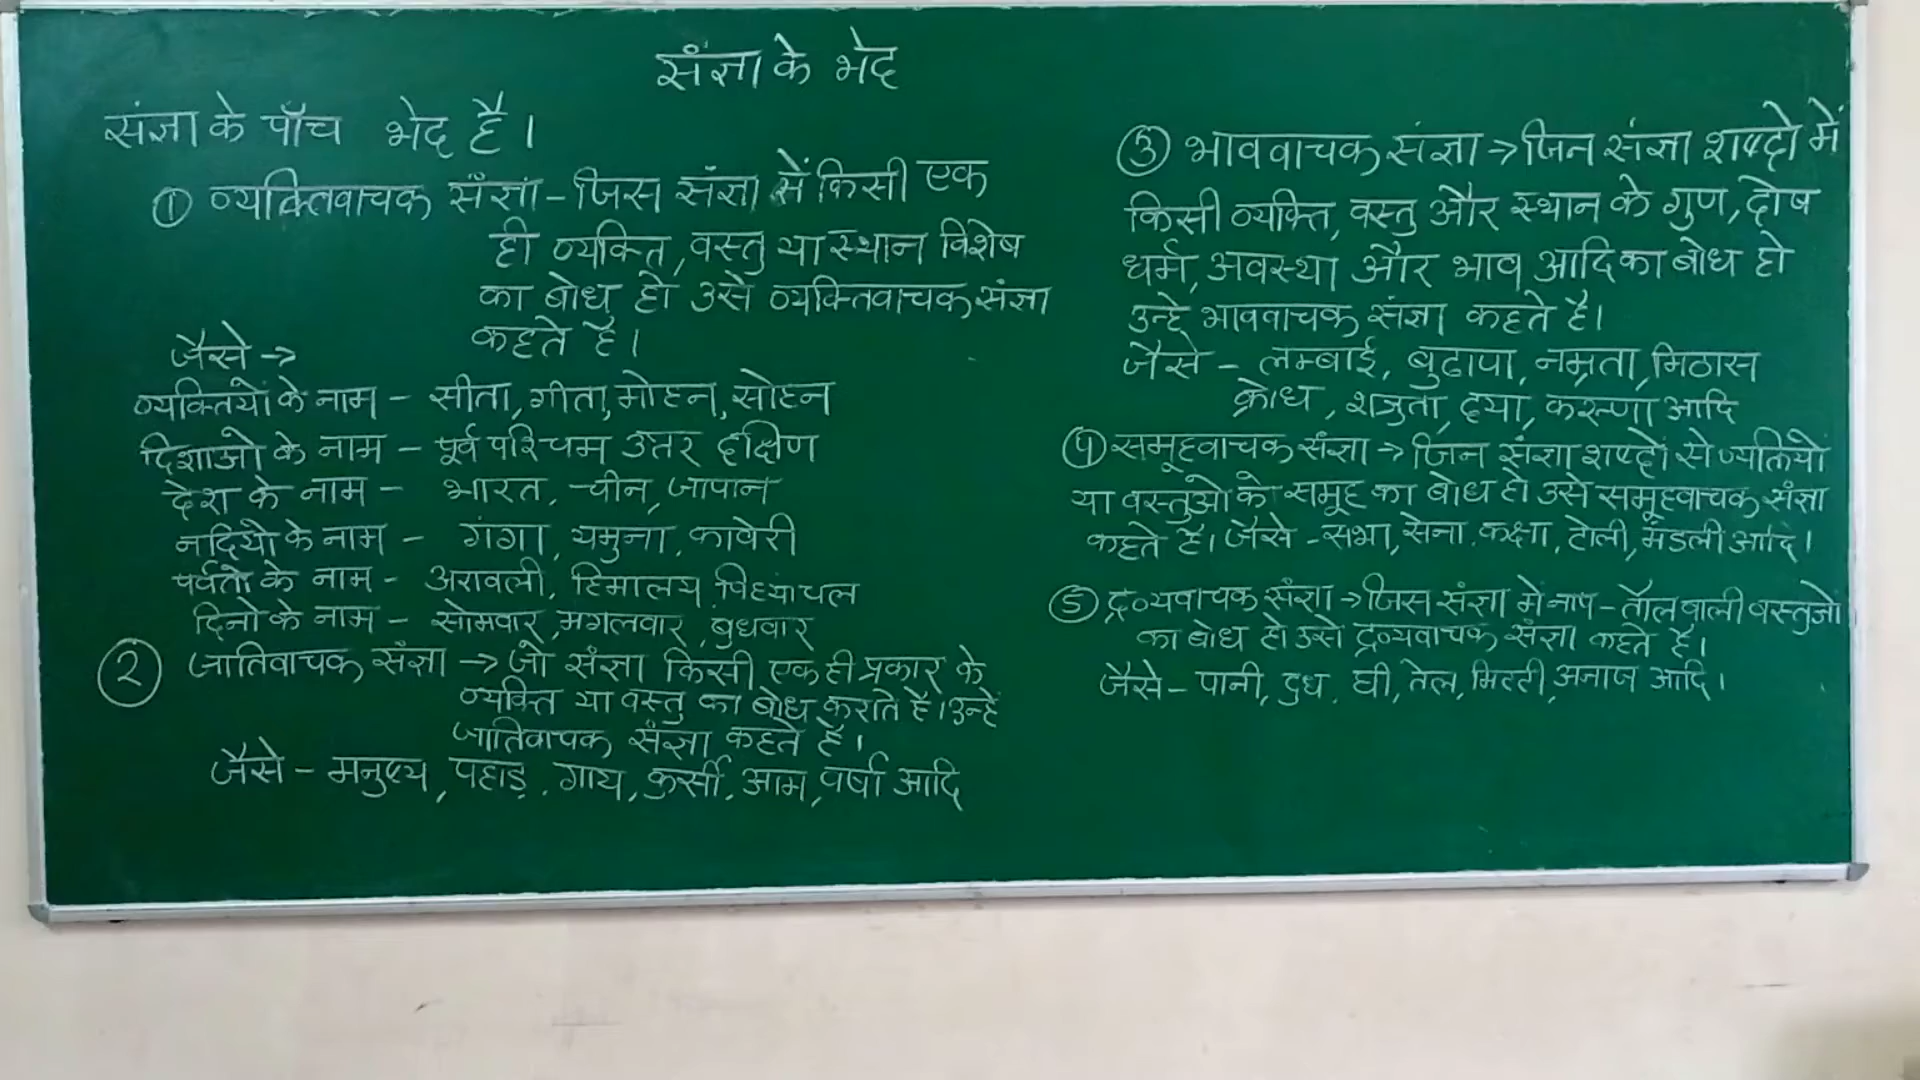 संज्ञा के भेद
संज्ञा के पाँच भेद है।
① व्यक्तिवाचक संज्ञा - जिस संज्ञा से किसी एक
ही व्यक्ति, वस्तु या स्थान विशेष
का बोध हो उसे व्यक्तिवाचक संज्ञा
कहते है।
जैसे →
व्यक्तियों के नाम - सीता, गीता, मोहन, सोहन
दिशाओ के नाम - पूर्व पश्चिम उत्तर दक्षिण
देश के नाम - भारत, चीन, जापान
नदियो के नाम - गंगा, यमुना, कावेरी
पर्वतो के नाम - अरावली, हिमालय, विध्यांचल
दिनो के नाम - सोमवार, मगलवार, बुधवार
② जातिवाचक संज्ञा → जो संज्ञा किसी एक ही प्रकार के
व्यक्ति या वस्तु का बोध कराते है। उन्हे
जातिवाचक संज्ञा कहते है।
जैसे - मनुष्य, पहाड़, गाय, कुर्सी, आम, वर्षा आदि
③ भाववाचक संज्ञा → जिन संज्ञा शब्दो में
किसी व्यक्ति, वस्तु और स्थान के गुण, दोष
धर्म, अवस्था और भाव आदि का बोध हो
उन्हे भाववाचक संज्ञा कहते है।
जैसे - लम्बाई, बुढापा, नम्रता, मिठास
क्रोध, शत्रुता, दया, करुणा आदि
④ समूहवाचक संज्ञा → जिन संज्ञा शब्दों से व्यक्तियों
या वस्तुओ के समूह का बोध हो उसे समूहवाचक संज्ञा
कहते है। जैसे - सभा, सेना, कक्षा, टोली, मंडली आदि।
⑤ द्रव्यवाचक संज्ञा → जिस संज्ञा मे नाप - तौल वाली वस्तुओ
का बोध हो उसे द्रव्यवाचक संज्ञा कहते है।
जैसे - पानी, दुध, घी, तेल, मिट्टी, अनाज आदि।